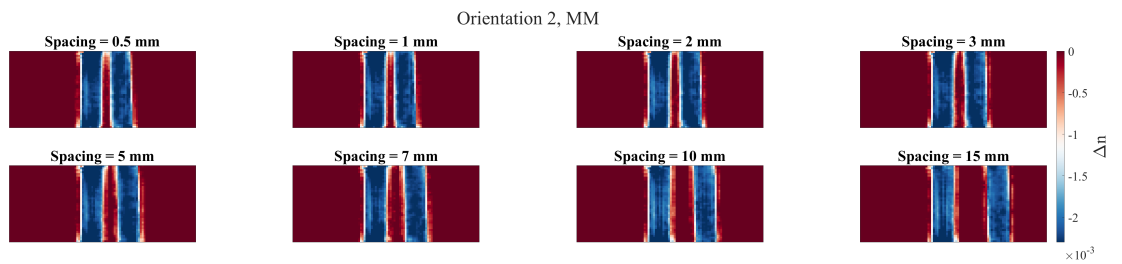 Orientation 2, MM
Spacing = 0.5 mm
Spacing = 1 mm
Spacing = 2 mm
Spacing = 3 mm
Spacing = 5 mm
Spacing = 7 mm
Spacing = 10 mm
Spacing = 15 mm
0
-0.5
-1
-1.5
-2
×10⁻³
Δn